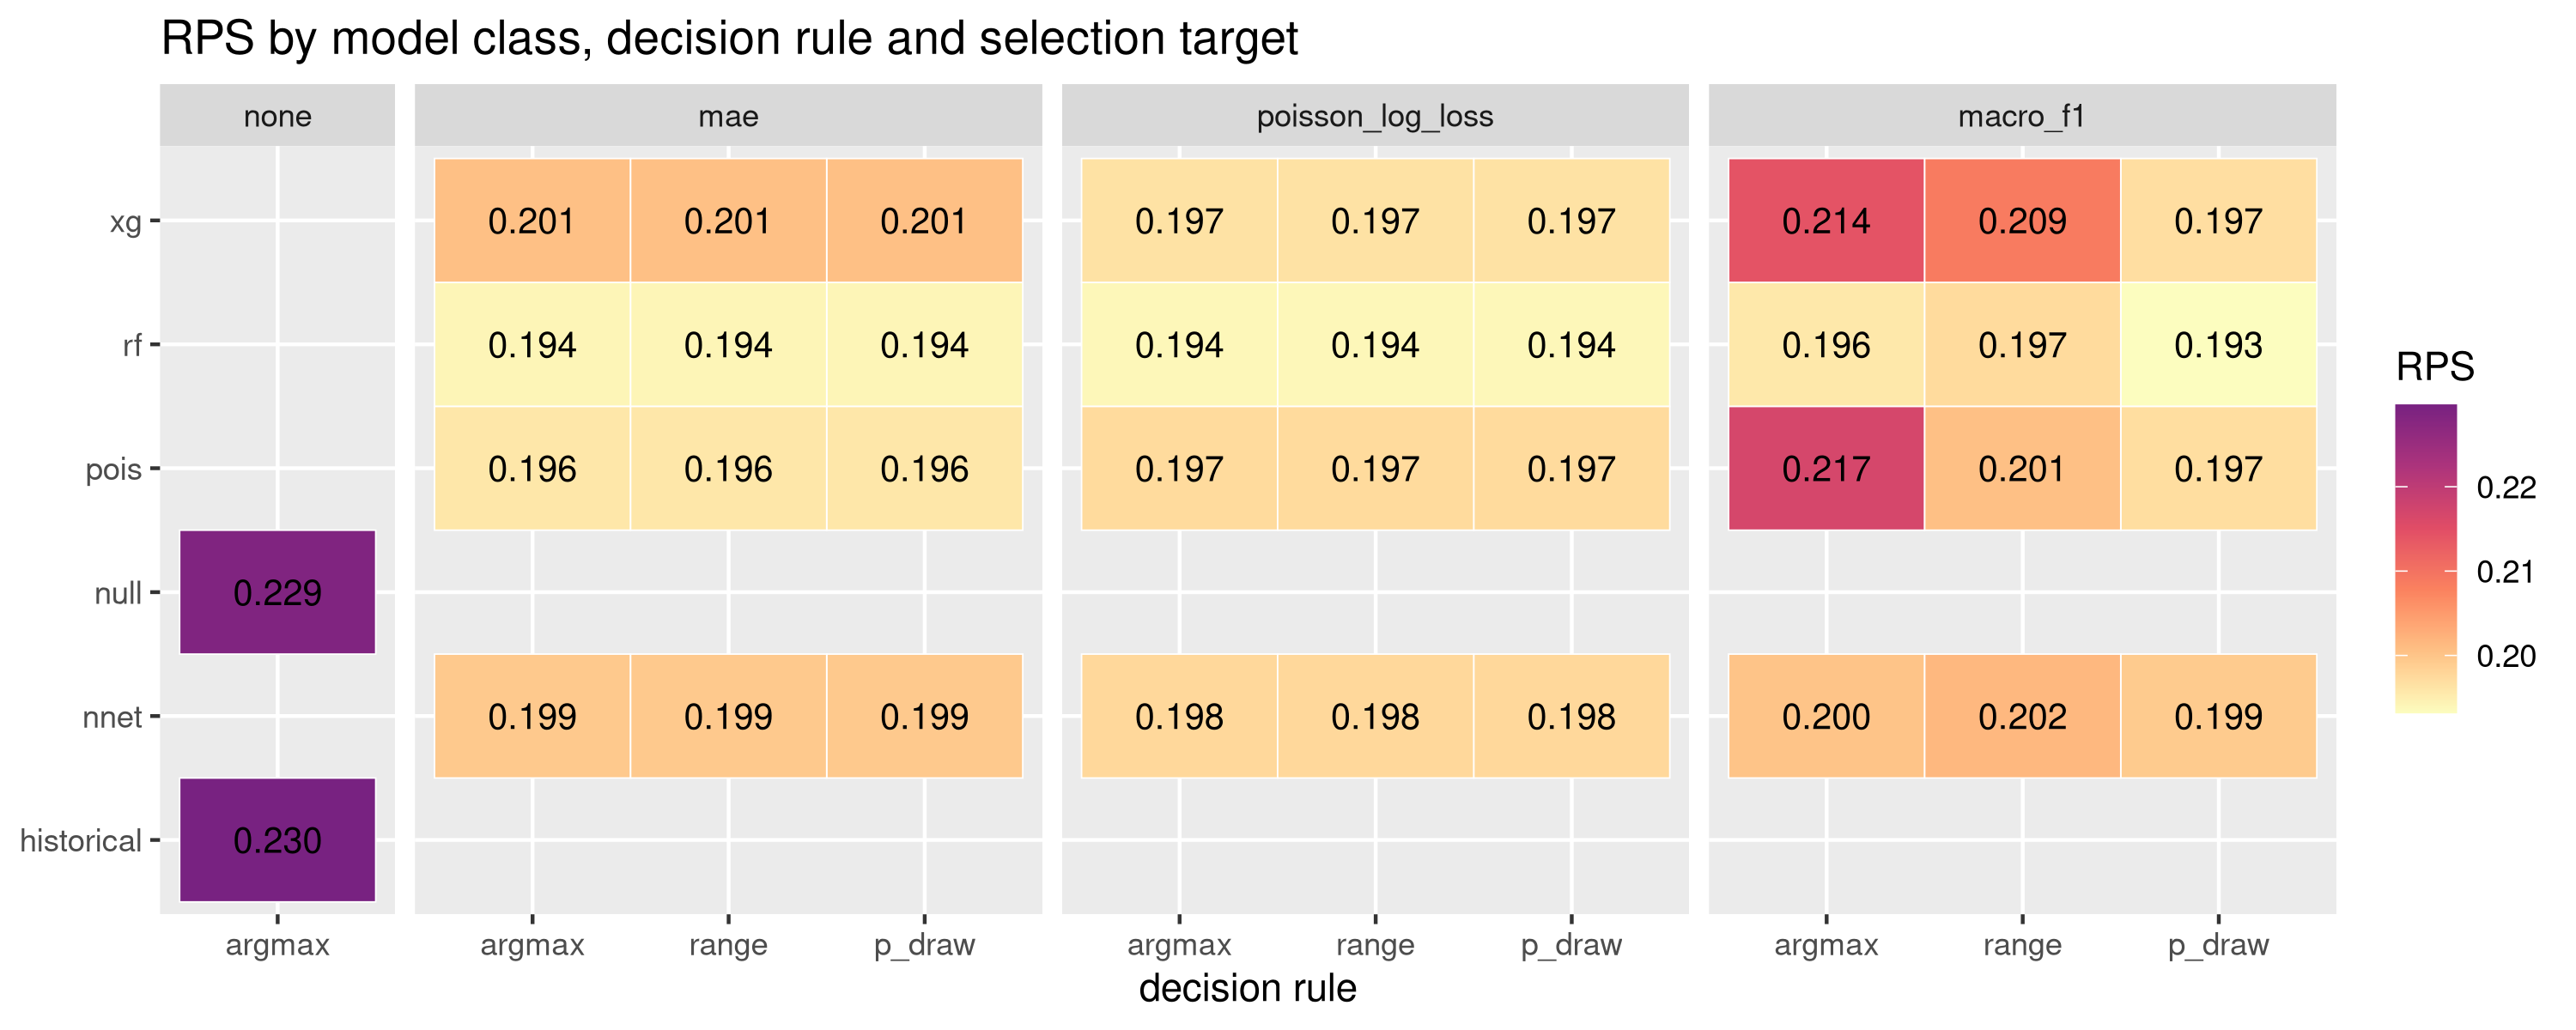 RPS by model class, decision rule and selection target
none mae poisson_log_loss macro_f1
xg 0.201 0.201 0.201 0.197 0.197 0.197 0.214 0.209 0.197
rf 0.194 0.194 0.194 0.194 0.194 0.194 0.196 0.197 0.193
pois 0.196 0.196 0.196 0.197 0.197 0.197 0.217 0.201 0.197
null 0.229
nnet 0.199 0.199 0.199 0.198 0.198 0.198 0.200 0.202 0.199
historical 0.230
argmax argmax range p_draw argmax range p_draw argmax range p_draw
decision rule
RPS
0.22
0.21
0.20